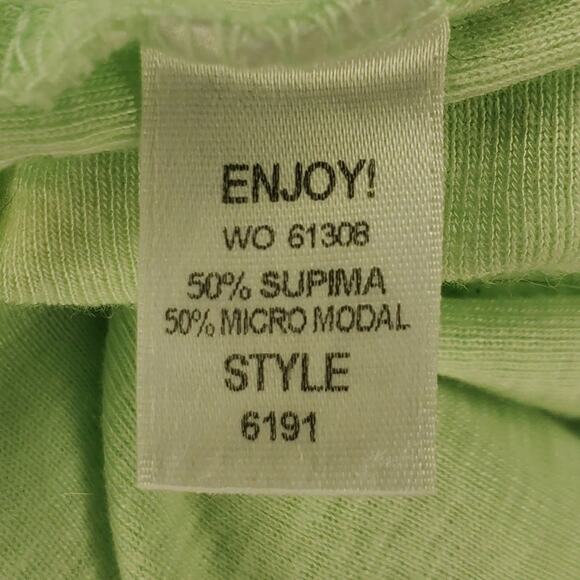 ENJOY!
WO 61308
50% SUPIMA
50% MICRO MODAL
STYLE
6191